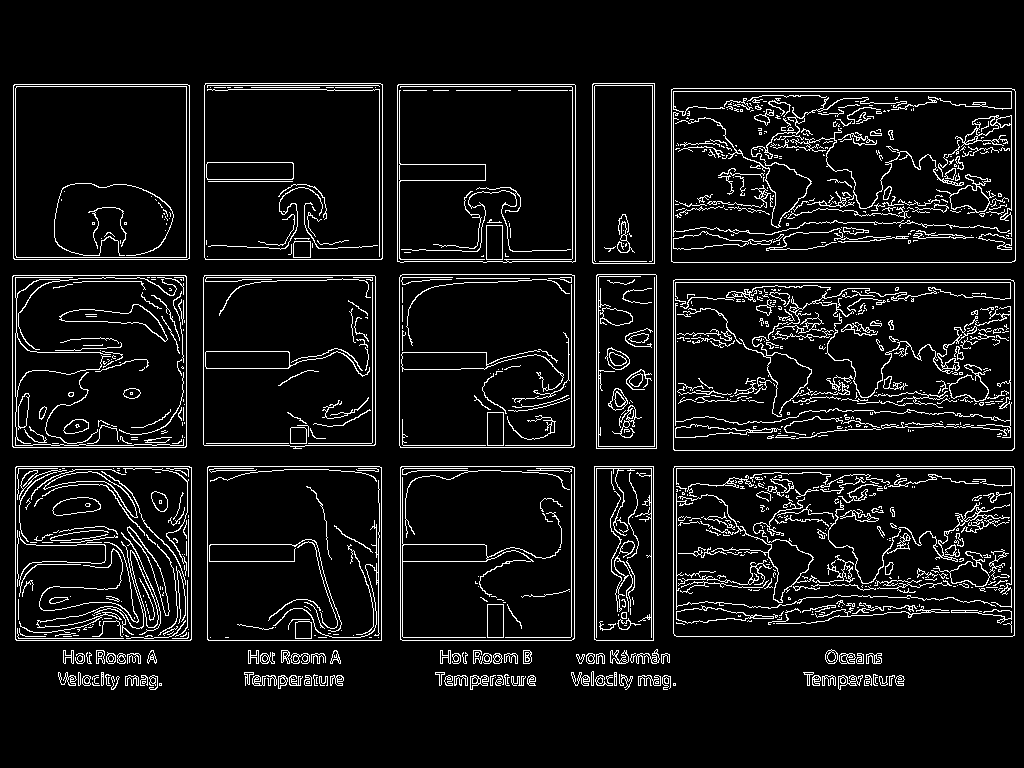 Hot Room A
Velocity mag.
Hot Room A
Temperature
Hot Room B
Temperature
von Kármán
Velocity mag.
Oceans
Temperature